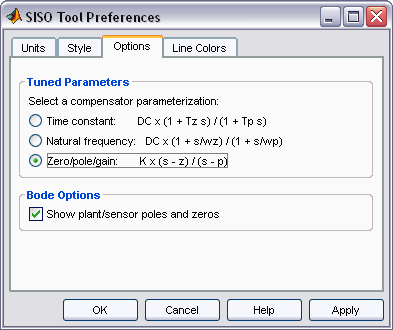 SISO Tool Preferences
Units Style Options Line Colors
Tuned Parameters
Select a compensator parameterization:
Time constant: DC x (1 + Tz s) / (1 + Tp s)
Natural frequency: DC x (1 + s/wz) / (1 + s/wp)
Zero/pole/gain: K x (s - z) / (s - p)
Bode Options
Show plant/sensor poles and zeros
OK Cancel Help Apply